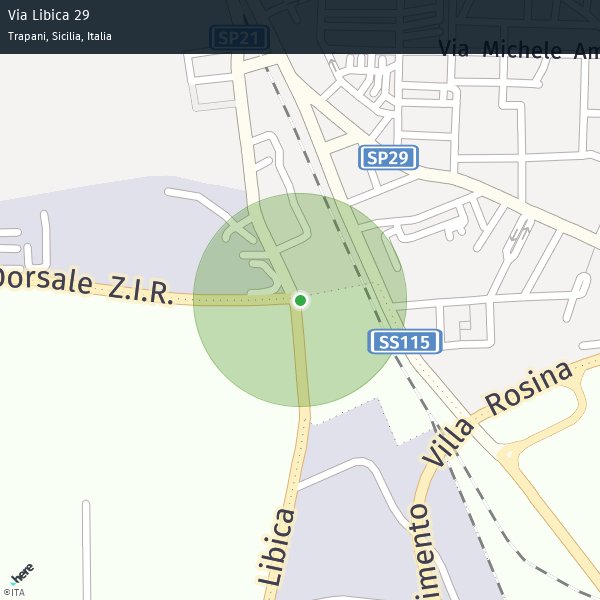 Via Libica 29
Trapani, Sicilia, Italia
SP21
Via Michele Am
SP29
Dorsale Z.I.R.
SS115
Villa Rosina
Libica
imento
here
©ITA